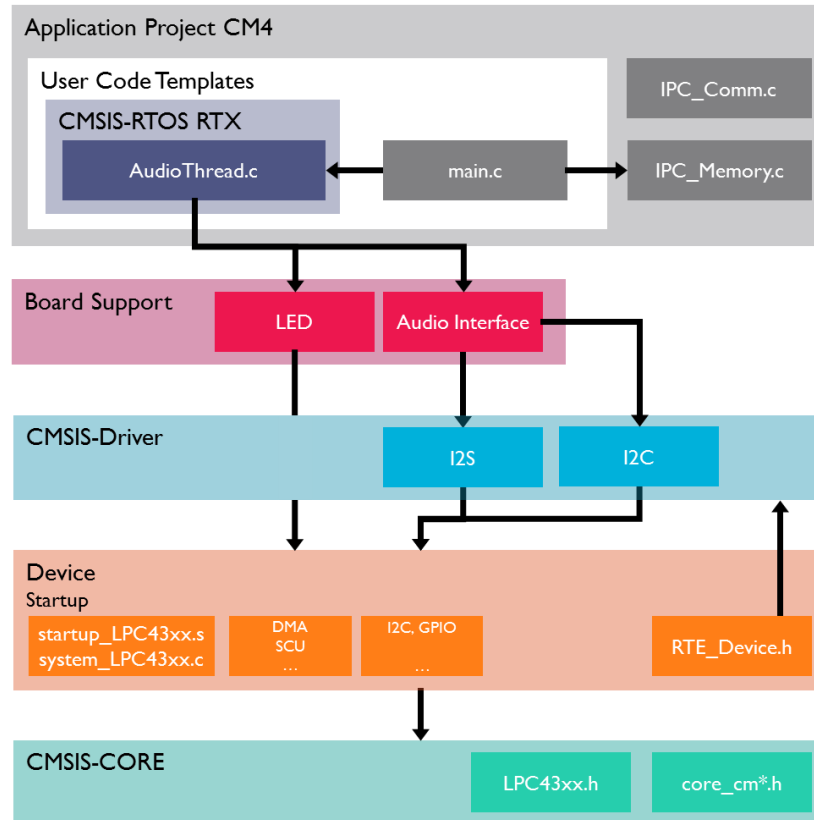 Application Project CM4
User Code Templates
IPC_Comm.c
CMSIS-RTOS RTX
AudioThread.c
main.c
IPC_Memory.c
Board Support
LED
Audio Interface
CMSIS-Driver
I2S
I2C
Device
Startup
startup_LPC43xx.s
system_LPC43xx.c
DMA
SCU
...
I2C, GPIO
...
RTE_Device.h
CMSIS-CORE
LPC43xx.h
core_cm*.h